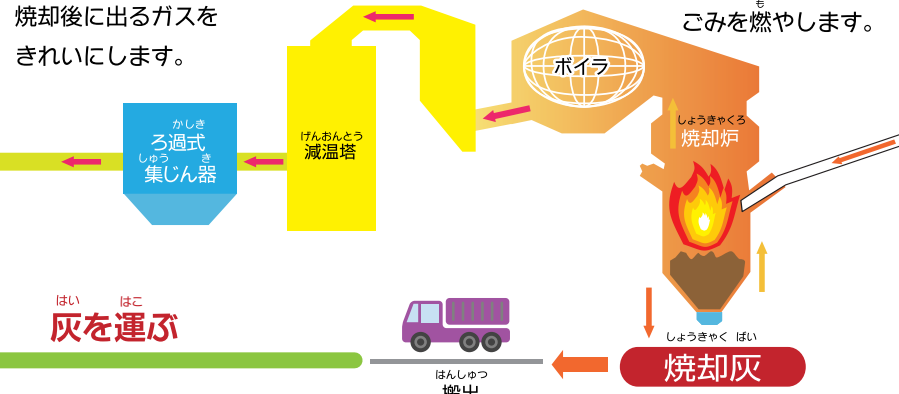 焼却後に出るガスを
きれいにします。
も
ごみを燃やします。
ボイラ
しょうきゃくろ
焼却炉
げんおんとう
減温塔
かしき
ろ過式
しゅう き
集じん器
はい はこ
灰を運ぶ
しょうきゃく ばい
焼却灰
はんしゅつ
搬出